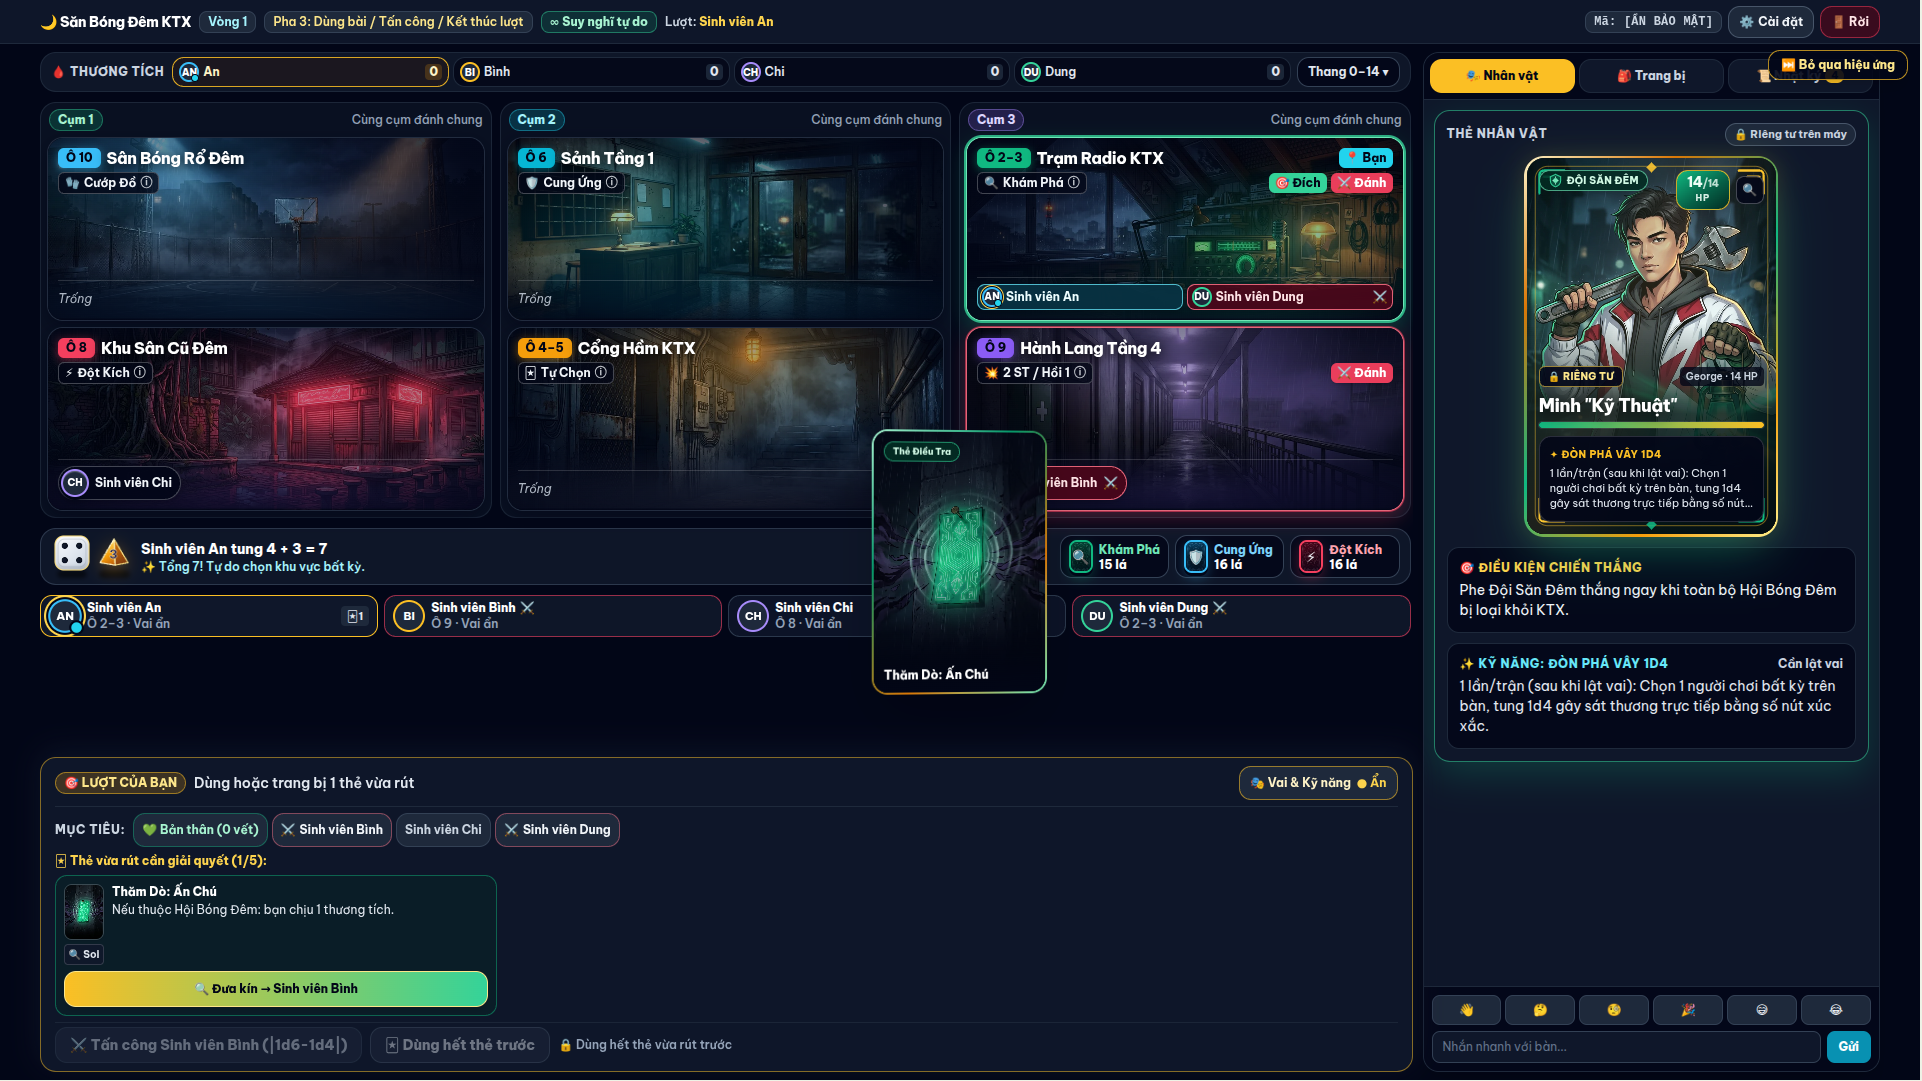 🌙 Săn Bóng Đêm KTX
Vòng 1
Pha 3: Dùng bài / Tấn công / Kết thúc lượt
∞ Suy nghĩ tự do
Lượt: Sinh viên An
Mã: [ẨN BẢO MẬT]
⚙️ Cài đặt
🚪 Rời
🩸 THƯƠNG TÍCH
AN An 0
BI Bình 0
CH Chi 0
DU Dung 0
Thang 0–14 ▾
Cụm 1
Cùng cụm đánh chung
Ô 10 Sân Bóng Rổ Đêm
🧤 Cướp Đồ ⓘ
Trống
Ô 8 Khu Sân Cũ Đêm
⚡ Đột Kích ⓘ
CH Sinh viên Chi
Cụm 2
Cùng cụm đánh chung
Ô 6 Sảnh Tầng 1
🛡️ Cung Ứng ⓘ
Trống
Ô 4–5 Cổng Hầm KTX
🃏 Tự Chọn ⓘ
Trống
Cụm 3
Cùng cụm đánh chung
Ô 2–3 Trạm Radio KTX
📍 Bạn
🔍 Khám Phá ⓘ
🎯 Đích
⚔️ Đánh
AN Sinh viên An
DU Sinh viên Dung ⚔️
Ô 9 Hành Lang Tầng 4
💥 2 ST / Hồi 1 ⓘ
⚔️ Đánh
Bình ⚔️
Thẻ Điều Tra
Thăm Dò: Ấn Chú
3
Sinh viên An tung 4 + 3 = 7
✨ Tổng 7! Tự do chọn khu vực bất kỳ.
🔍 Khám Phá
15 lá
🛡️ Cung Ứng
16 lá
⚡ Đột Kích
16 lá
AN Sinh viên An
Ô 2–3 · Vai ẩn
🃏1
BI Sinh viên Bình ⚔️
Ô 9 · Vai ẩn
CH Sinh viên Chi
Ô 8 · Vai ẩn
DU Sinh viên Dung ⚔️
Ô 2–3 · Vai ẩn
🎯 LƯỢT CỦA BẠN
Dùng hoặc trang bị 1 thẻ vừa rút
🎭 Vai & Kỹ năng ● Ẩn
MỤC TIÊU:
💚 Bản thân (0 vết)
⚔️ Sinh viên Bình
Sinh viên Chi
⚔️ Sinh viên Dung
🃏 Thẻ vừa rút cần giải quyết (1/5):
Thăm Dò: Ấn Chú
Nếu thuộc Hội Bóng Đêm: bạn chịu 1 thương tích.
🔍 Soi
🔍 Đưa kín → Sinh viên Bình
⚔️ Tấn công Sinh viên Bình (|1d6-1d4|)
🃏 Dùng hết thẻ trước
🔒 Dùng hết thẻ vừa rút trước
🎭 Nhân vật
🎒 Trang bị
⏩ Bỏ qua hiệu ứng
THẺ NHÂN VẬT
🔒 Riêng tư trên máy
ĐỘI SĂN ĐÊM
14/14
HP
🔍
🔒 RIÊNG TƯ
George · 14 HP
Minh "Kỹ Thuật"
✦ ĐÒN PHÁ VÂY 1D4
1 lần/trận (sau khi lật vai): Chọn 1
người chơi bất kỳ trên bàn, tung 1d4
gây sát thương trực tiếp bằng số nút...
🎯 ĐIỀU KIỆN CHIẾN THẮNG
Phe Đội Săn Đêm thắng ngay khi toàn bộ Hội Bóng Đêm
bị loại khỏi KTX.
✨ KỸ NĂNG: ĐÒN PHÁ VÂY 1D4
Cần lật vai
1 lần/trận (sau khi lật vai): Chọn 1 người chơi bất kỳ trên
bàn, tung 1d4 gây sát thương trực tiếp bằng số nút xúc
xắc.
Nhắn nhanh với bàn...
Gửi